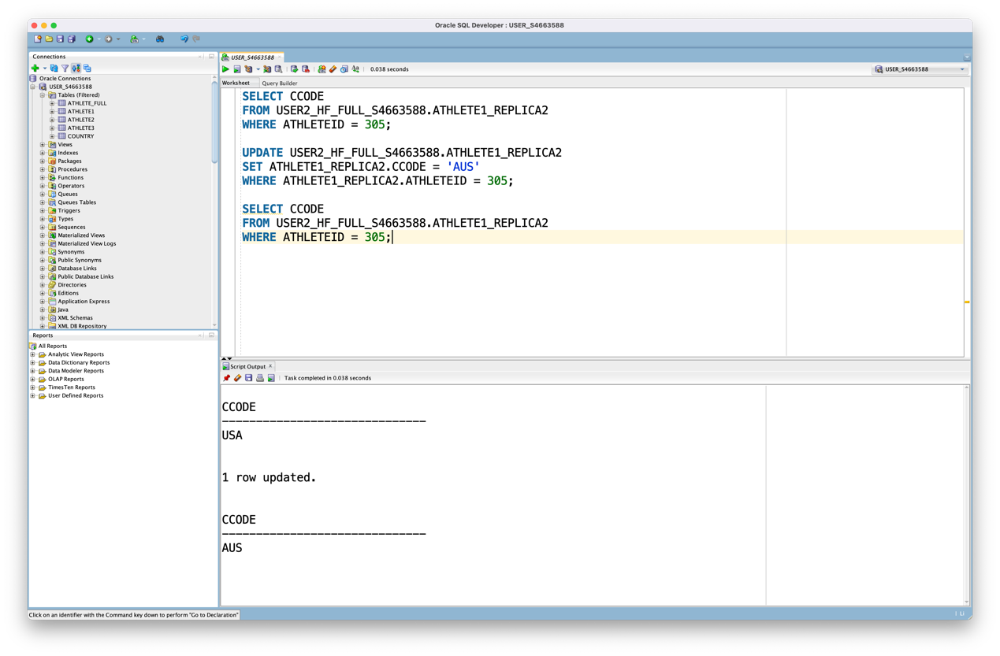 Oracle SQL Developer : USER_S4663588
Connections
Oracle Connections
USER_S4663588
Tables (Filtered)
ATHLETE_FULL
ATHLETE1
ATHLETE2
ATHLETE3
COUNTRY
Views
Indexes
Packages
Procedures
Functions
Operators
Queues
Queues Tables
Triggers
Types
Sequences
Materialized Views
Materialized View Logs
Synonyms
Public Synonyms
Database Links
Public Database Links
Directories
Editions
Application Express
Java
XML Schemas
XML DB Repository
Reports
All Reports
Analytic View Reports
Data Dictionary Reports
Data Modeler Reports
OLAP Reports
TimesTen Reports
User Defined Reports
USER_S4663588
0.038 seconds
USER_S4663588
Worksheet Query Builder
SELECT CCODE
FROM USER2_HF_FULL_S4663588.ATHLETE1_REPLICA2
WHERE ATHLETEID = 305;
UPDATE USER2_HF_FULL_S4663588.ATHLETE1_REPLICA2
SET ATHLETE1_REPLICA2.CCODE = 'AUS'
WHERE ATHLETE1_REPLICA2.ATHLETEID = 305;
SELECT CCODE
FROM USER2_HF_FULL_S4663588.ATHLETE1_REPLICA2
WHERE ATHLETEID = 305;
Script Output
Task completed in 0.038 seconds
CCODE
------------------------------
USA
1 row updated.
CCODE
------------------------------
AUS
Click on an identifier with the Command key down to perform "Go to Declaration"
| Li